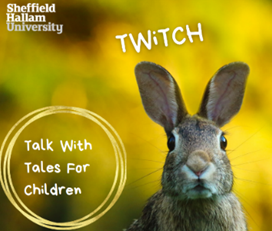 Sheffield
Hallam
University
TWiTCH
Talk With
Tales For
Children